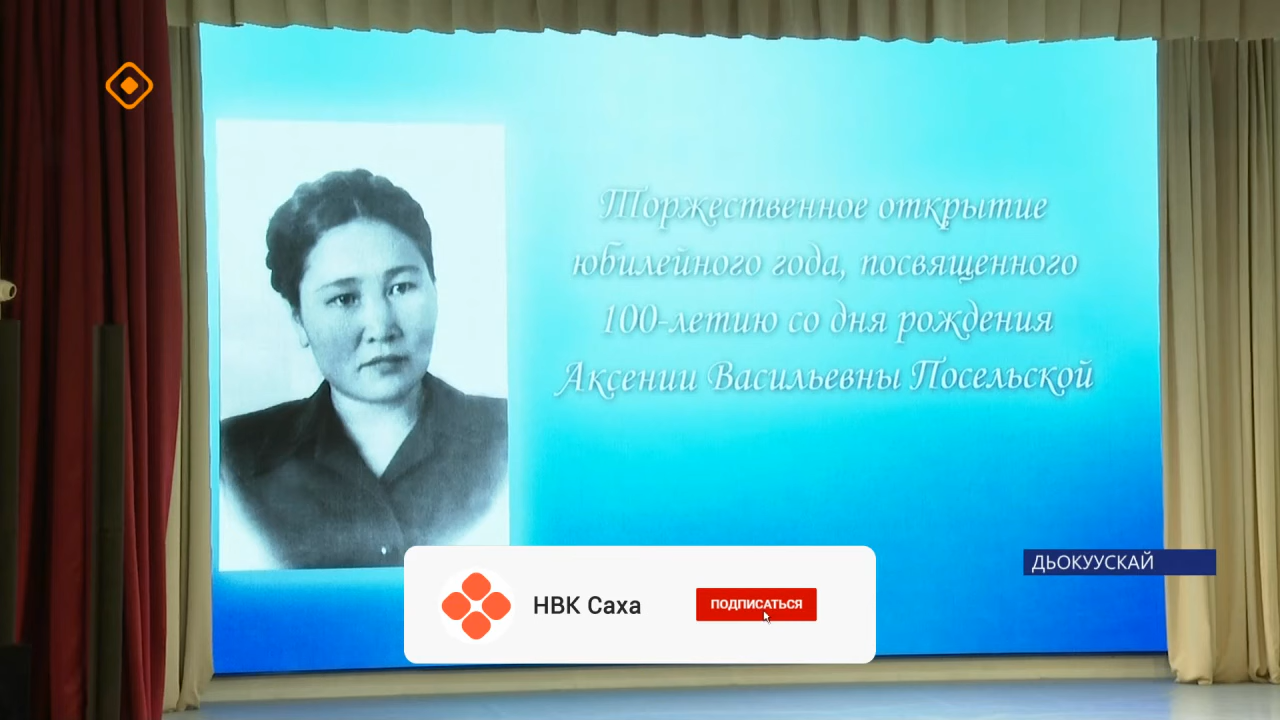 Торжественное открытие
юбилейного года, посвященного
100-летию со дня рождения
Аксении Васильевны Посельской
ДЬОКУУСКАЙ
НВК Саха
ПОДПИСАТЬСЯ